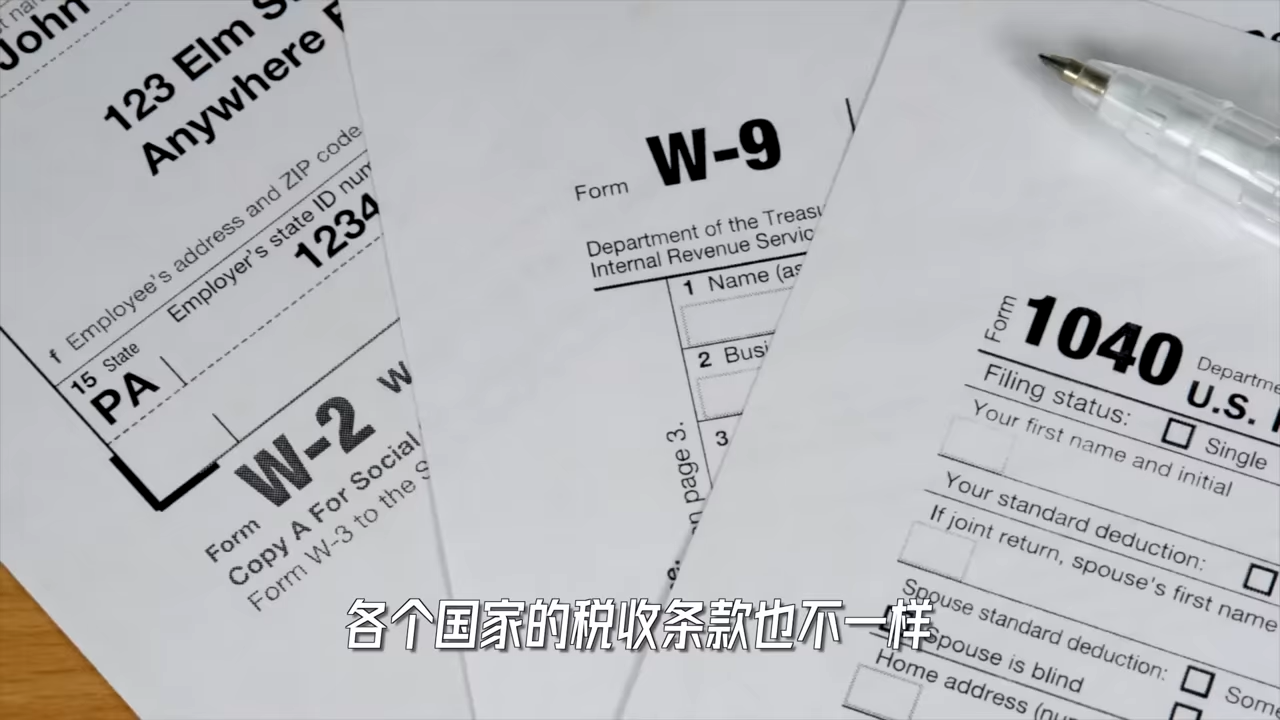 John
123 Elm S
Anywhere
f Employee's address and ZIP code
15 State Employer's state ID num
PA 1234
Form W-2 W
Copy A For Social
Form W-3 to the S
Form W-9
Department of the Treasu
Internal Revenue Servic
1 Name (as
2 Busi
3
on page 3.
Form 1040
Departme
U.S.
Filing status: Single
Your first name and initial
Your standard deduction:
If joint return, spouse's first name
Spouse standard deduction:
Spouse is blind Some
Home address (nu
各个国家的税收条款也不一样